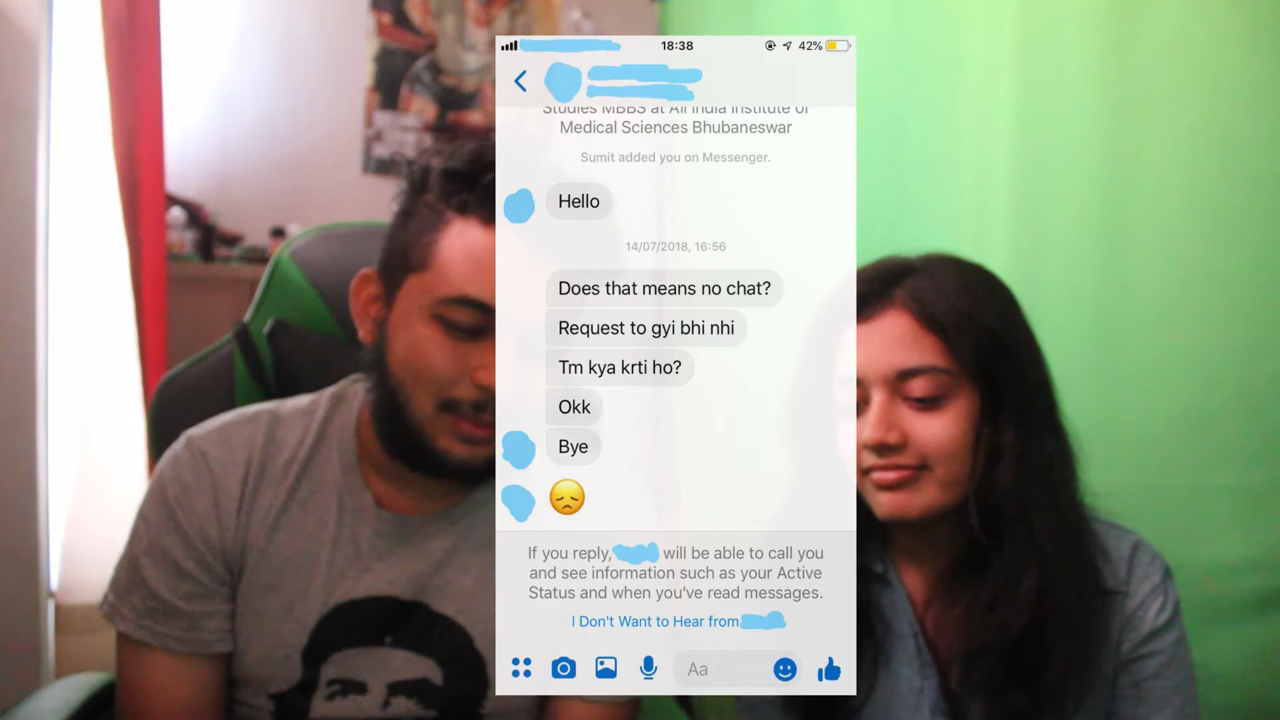 18:38
42%
Studies MBBS at All India Institute of
Medical Sciences Bhubaneswar
Sumit added you on Messenger.
Hello
14/07/2018, 16:56
Does that means no chat?
Request to gyi bhi nhi
Tm kya krti ho?
Okk
Bye
If you reply, will be able to call you
and see information such as your Active
Status and when you've read messages.
I Don't Want to Hear from
Aa